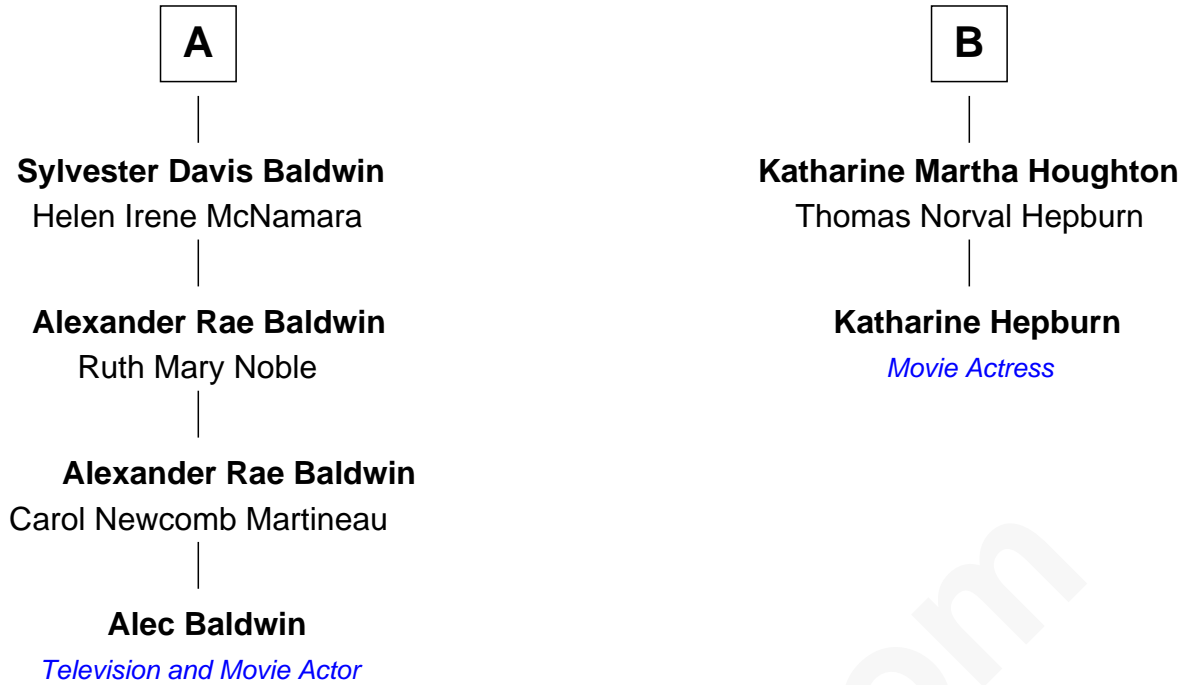 A
Sylvester Davis Baldwin
Helen Irene McNamara
Alexander Rae Baldwin
Ruth Mary Noble
Alexander Rae Baldwin
Carol Newcomb Martineau
Alec Baldwin
Television and Movie Actor
B
Katharine Martha Houghton
Thomas Norval Hepburn
Katharine Hepburn
Movie Actress
om